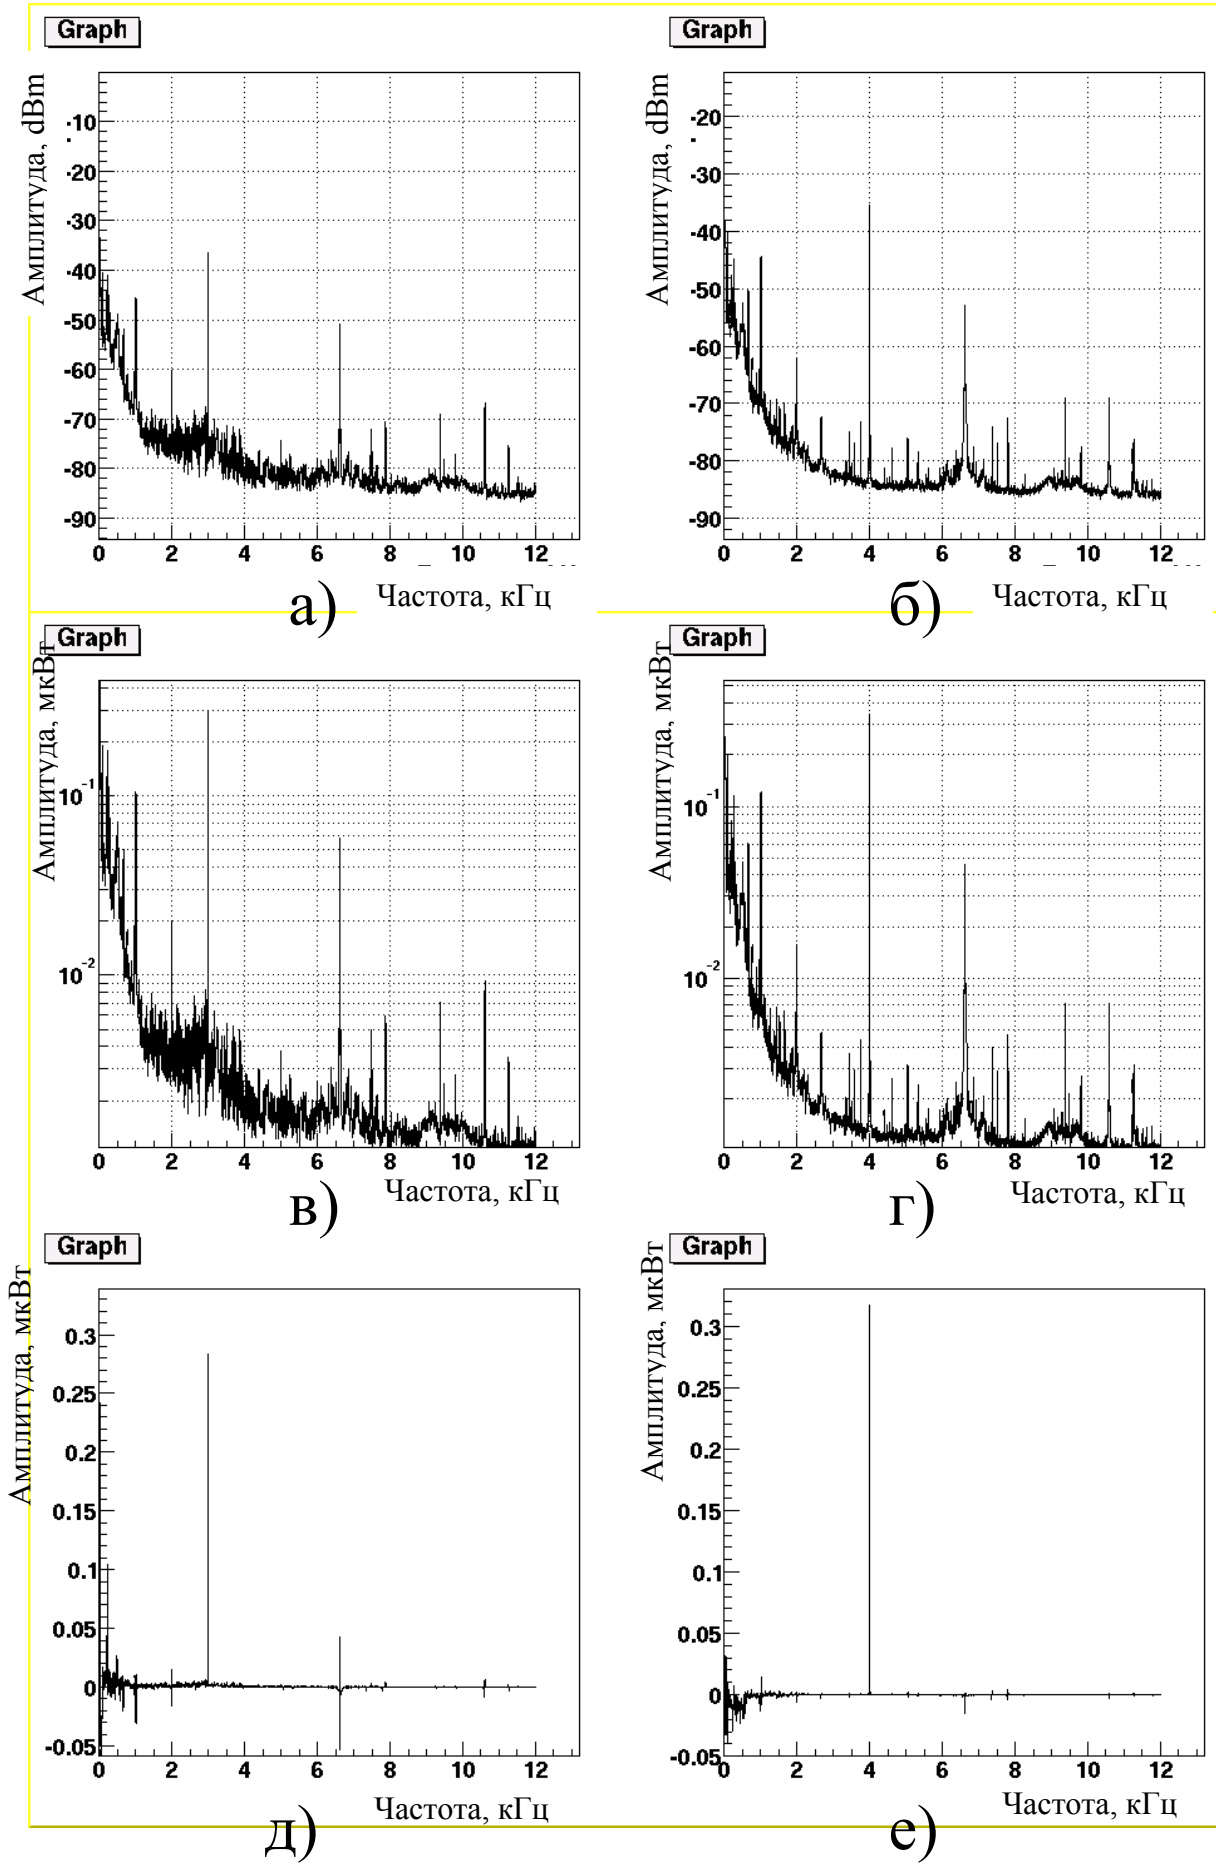 Graph
Амплитуда, dBm
-10
-20
-30
-40
-50
-60
-70
-80
-90
0 2 4 6 8 10 12
Частота, кГц
а)
Graph
Амплитуда, dBm
-20
-30
-40
-50
-60
-70
-80
-90
0 2 4 6 8 10 12
Частота, кГц
б)
Graph
Амплитуда, мкВт
10⁻¹
10⁻²
0 2 4 6 8 10 12
Частота, кГц
в)
Graph
Амплитуда, мкВт
10⁻¹
10⁻²
0 2 4 6 8 10 12
Частота, кГц
г)
Graph
Амплитуда, мкВт
0.3
0.25
0.2
0.15
0.1
0.05
0
-0.05
0 2 4 6 8 10 12
Частота, кГц
д)
Graph
Амплитуда, мкВт
0.3
0.25
0.2
0.15
0.1
0.05
0
-0.05
0 2 4 6 8 10 12
Частота, кГц
е)